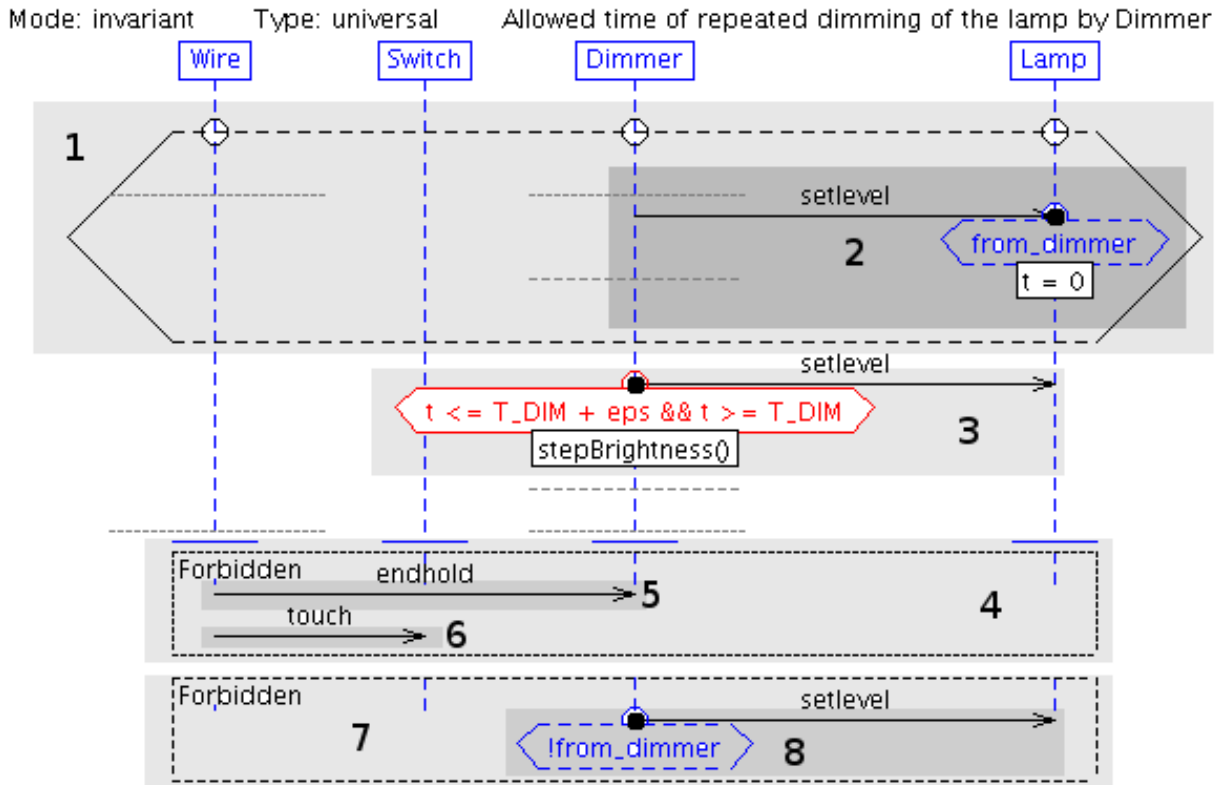 Mode: invariant Type: universal Allowed time of repeated dimming of the lamp by Dimmer
Wire Switch Dimmer Lamp
1
setlevel
2
from_dimmer
t = 0
setlevel
t <= T_DIM + eps && t >= T_DIM
3
stepBrightness()
Forbidden
endhold
5
4
touch
6
Forbidden
setlevel
7
!from_dimmer
8